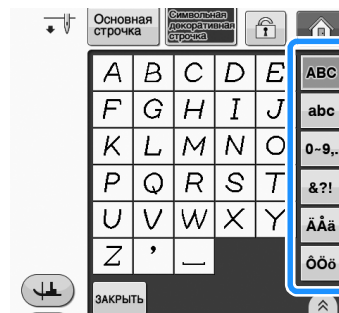 Основная строчка
Символьная декоративная строчка
A B C D E ABC
F G H I J abc
K L M N O 0~9,.
P Q R S T &?!
U V W X Y ÄÅä
Z ’ _ ÔÖö
ЗАКРЫТЬ